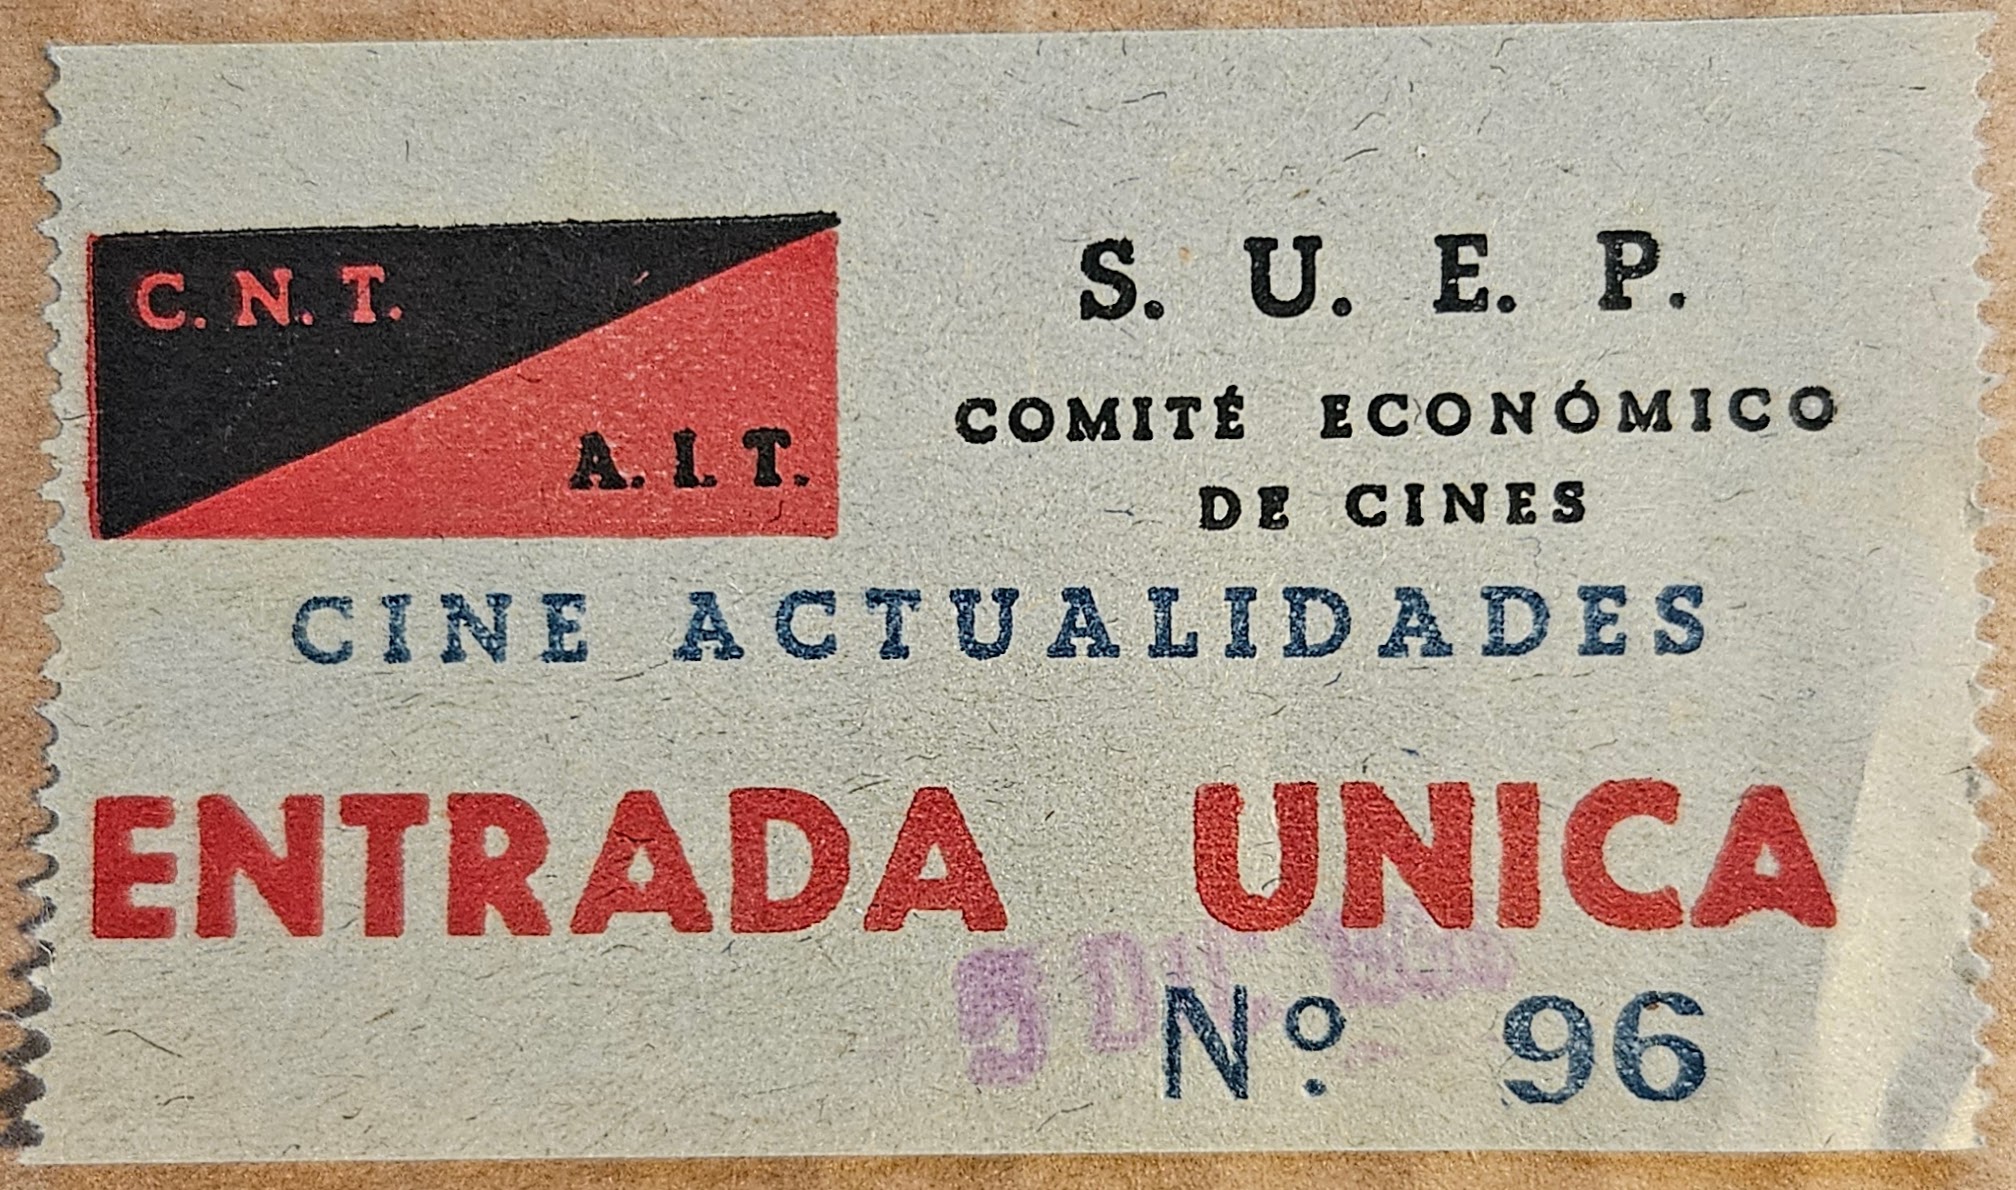 C. N. T.
A. I. T.
S. U. E. P.
COMITÉ ECONÓMICO
DE CINES
CINE ACTUALIDADES
ENTRADA UNICA
Nº. 96